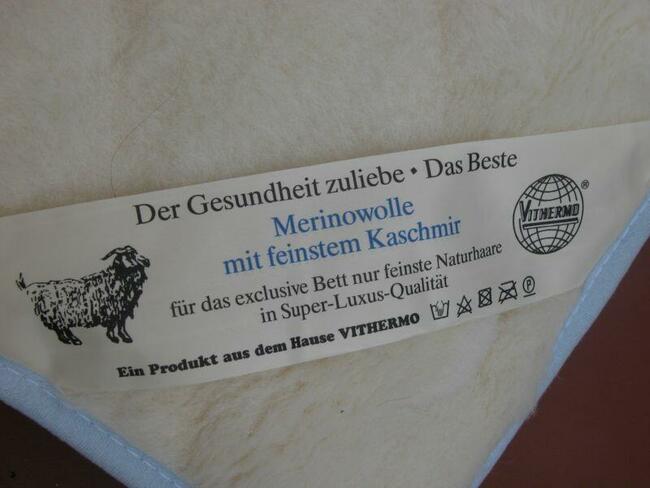 Der Gesundheit zuliebe • Das Beste
Merinowolle
mit feinstem Kaschmir
für das exclusive Bett nur feinste Naturhaare
in Super-Luxus-Qualität
Ein Produkt aus dem Hause VITHERMO
VITHERMO®